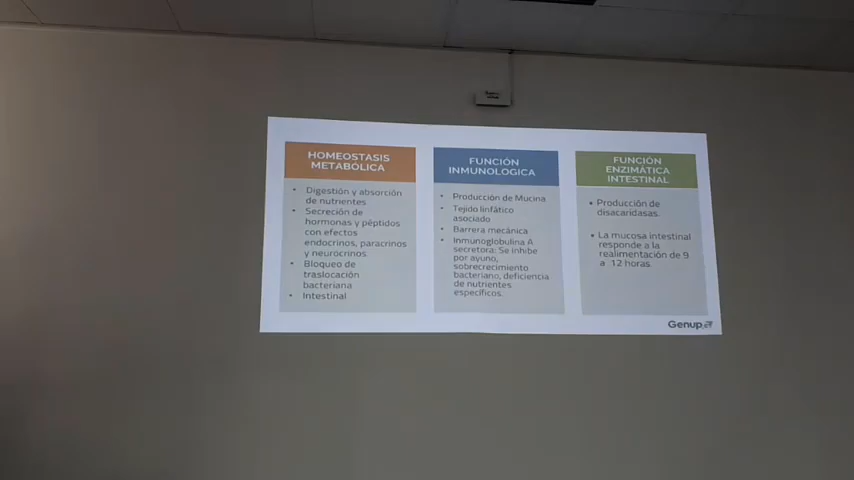 HOMEOSTASIS
METABÓLICA
• Digestión y absorción
de nutrientes
• Secreción de
hormonas y péptidos
con efectos
endocrinos, paracrinos
y neurocrinos.
• Bloqueo de
traslocación
bacteriana
• Intestinal
FUNCIÓN
INMUNOLOGICA
• Producción de Mucina
• Tejido linfático
asociado
• Barrera mecánica
• Inmunoglobulina A
secretora: Se inhibe
por ayuno,
sobrecrecimiento
bacteriano, deficiencia
de nutrientes
específicos.
FUNCIÓN
ENZIMÁTICA
INTESTINAL
• Producción de
disacaridasas.
• La mucosa intestinal
responde a la
realimentación de 9
a 12 horas
Genup